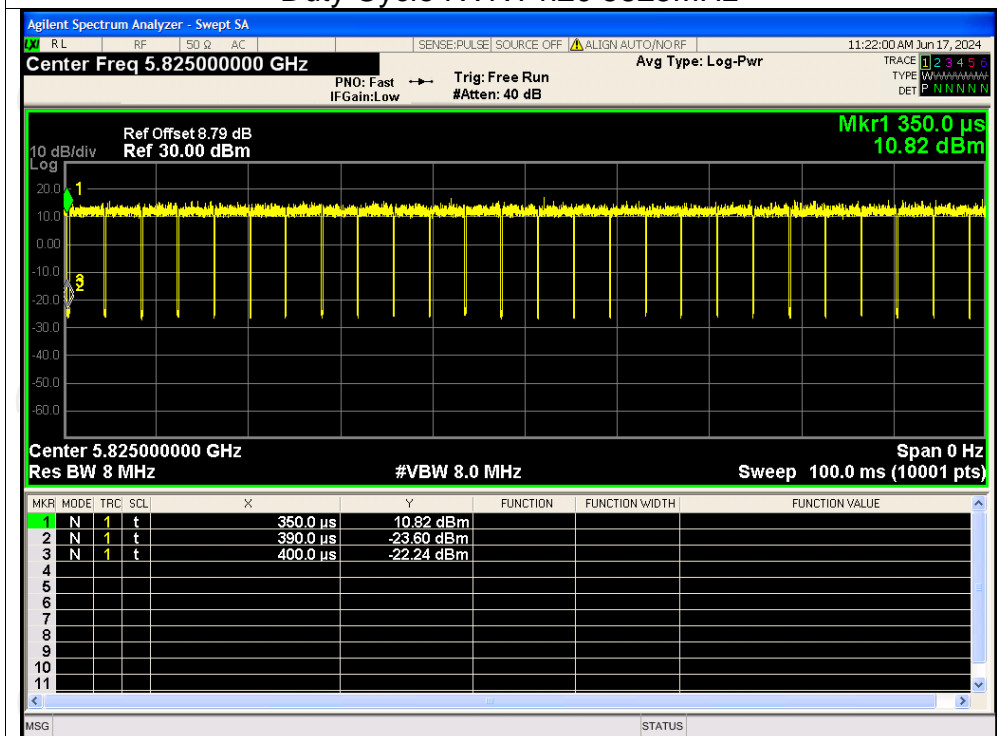 Agilent Spectrum Analyzer - Swept SA
LXI RL RF 50 Ω AC SENSE:PULSE SOURCE OFF ALIGN AUTO/NORF 11:22:00 AM Jun 17, 2024
Center Freq 5.825000000 GHz
PNO: Fast
IFGain:Low
Trig: Free Run
#Atten: 40 dB
Avg Type: Log-Pwr
TRACE 1 2 3 4 5 6
TYPE WWWWWW
DET P N N N N N
Mkr1 350.0 µs
10.82 dBm
Ref Offset 8.79 dB
10 dB/div Ref 30.00 dBm
Log
20.0
10.0
0.00
-10.0
-20.0
-30.0
-40.0
-50.0
-60.0
1
2
3
Center 5.825000000 GHz Span 0 Hz
Res BW 8 MHz #VBW 8.0 MHz Sweep 100.0 ms (10001 pts)
MKR MODE TRC SCL X Y FUNCTION FUNCTION WIDTH FUNCTION VALUE
1 N 1 t 350.0 µs 10.82 dBm
2 N 1 t 390.0 µs -23.60 dBm
3 N 1 t 400.0 µs -22.24 dBm
4
5
6
7
8
9
10
11
MSG STATUS